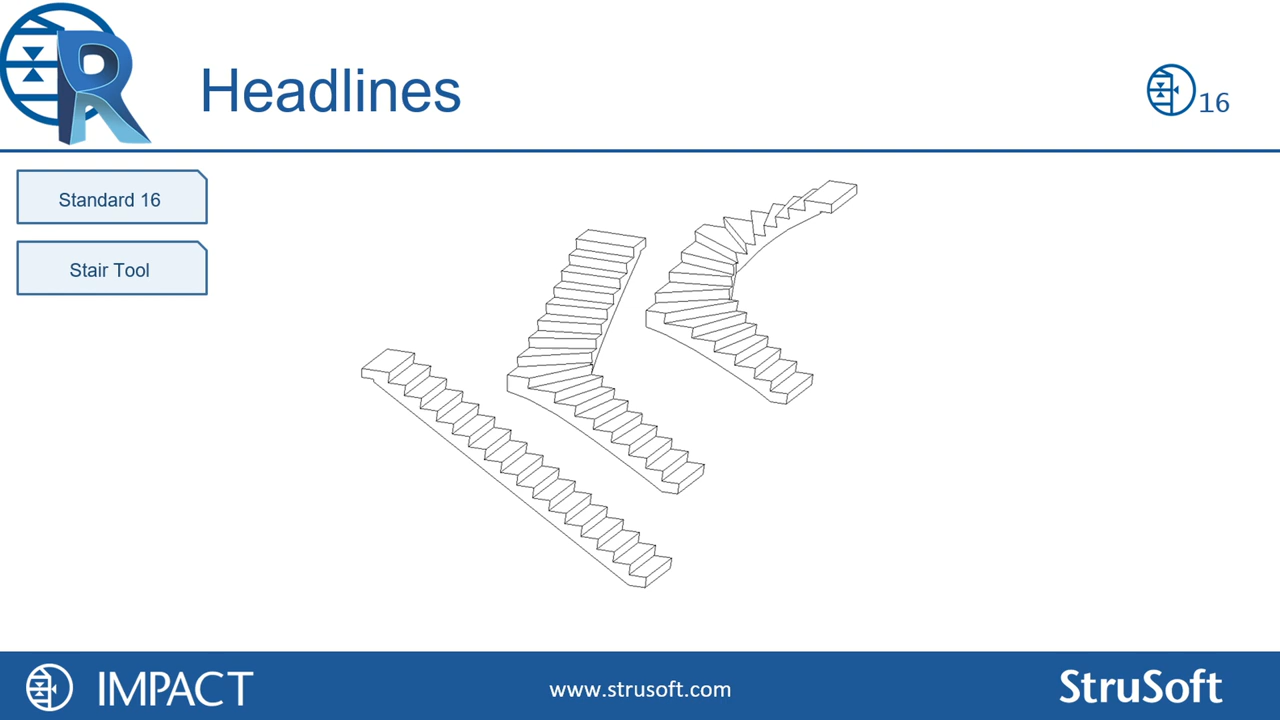 Headlines
16
Standard 16
Stair Tool
IMPACT
www.strusoft.com
StruSoft